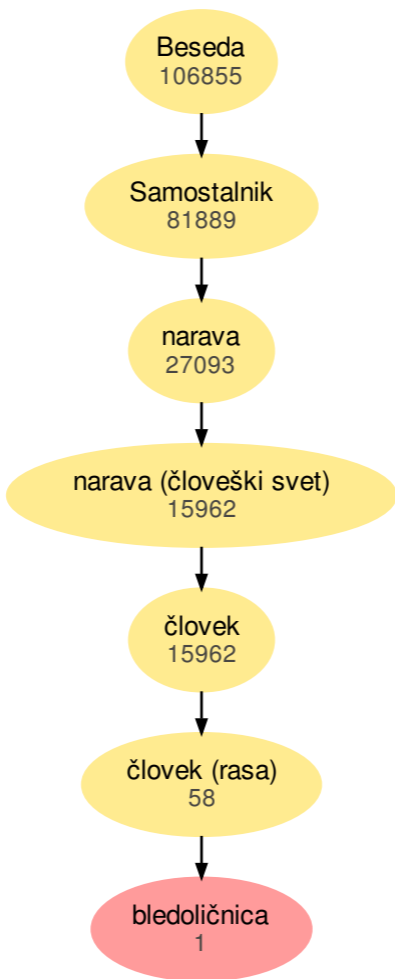 Beseda
106855
Samostalnik
81889
narava
27093
narava (človeški svet)
15962
človek
15962
človek (rasa)
58
bledoličnica
1